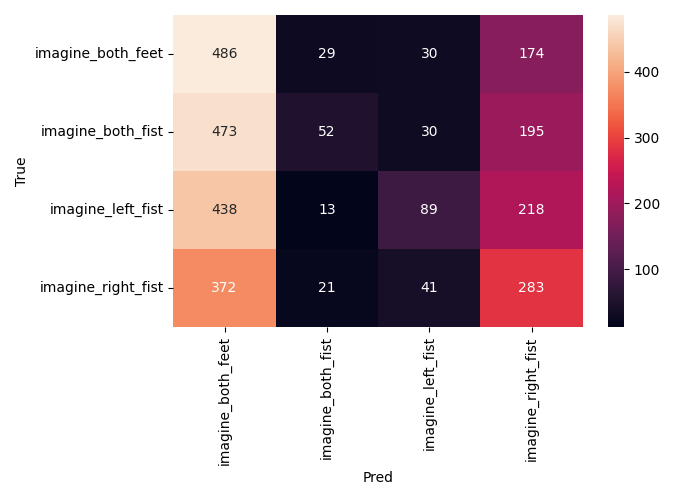 imagine_both_feet 486 29 30 174
imagine_both_fist 473 52 30 195
imagine_left_fist 438 13 89 218
imagine_right_fist 372 21 41 283
True
imagine_both_feet
imagine_both_fist
imagine_left_fist
imagine_right_fist
Pred
400
300
200
100